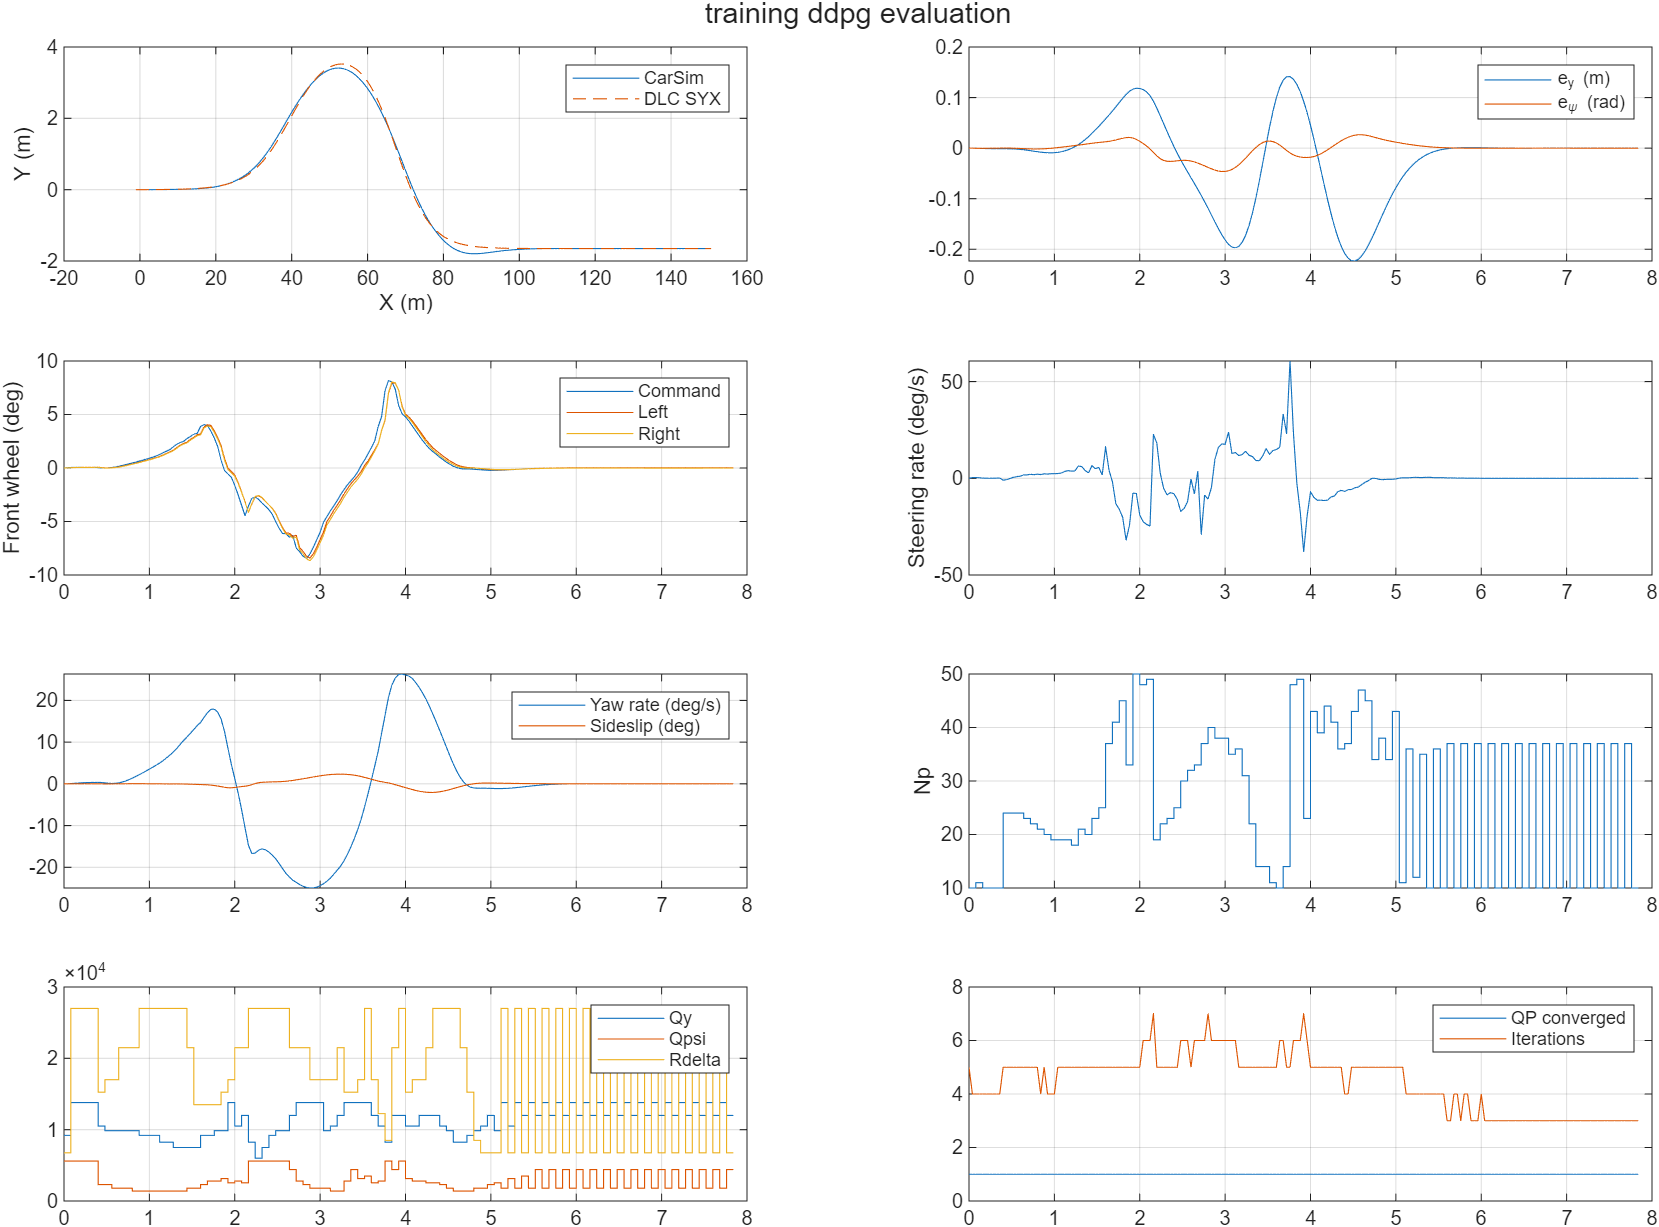 training ddpg evaluation
4
2
0
-2
Y (m)
CarSim
DLC SYX
-20 0 20 40 60 80 100 120 140 160
X (m)
0.2
0.1
0
-0.1
-0.2
e_y (m)
e_ψ (rad)
0 1 2 3 4 5 6 7 8
10
5
0
-5
-10
Front wheel (deg)
Command
Left
Right
0 1 2 3 4 5 6 7 8
50
0
-50
Steering rate (deg/s)
0 1 2 3 4 5 6 7 8
20
10
0
-10
-20
Yaw rate (deg/s)
Sideslip (deg)
0 1 2 3 4 5 6 7 8
50
40
30
20
10
Np
0 1 2 3 4 5 6 7 8
×10⁴
3
2
1
0
Qy
Qpsi
Rdelta
0 1 2 3 4 5 6 7 8
8
6
4
2
0
QP converged
Iterations
0 1 2 3 4 5 6 7 8